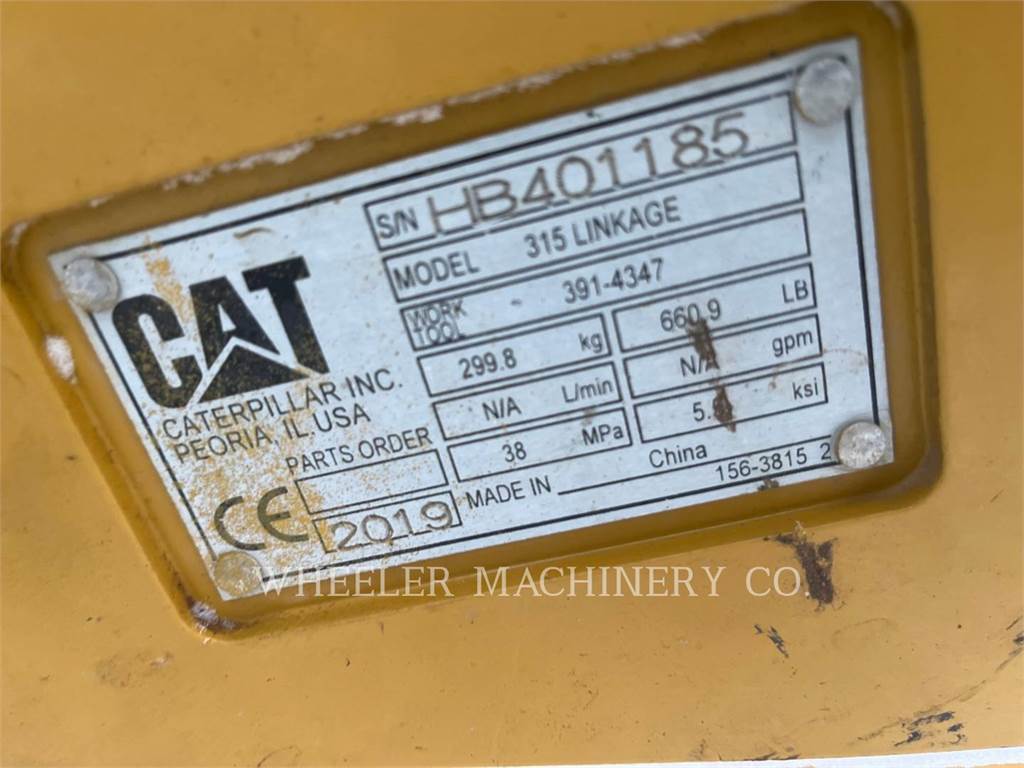 S/N HB401185
MODEL 315 LINKAGE
WORK TOOL 391-4347
299.8 kg 660.9 LB
N/A L/min N/A gpm
38 MPa ksi
CAT
CATERPILLAR INC.
PEORIA, IL USA
PARTS ORDER
CE 2019
MADE IN China
156-3815 2
WHEELER MACHINERY CO.